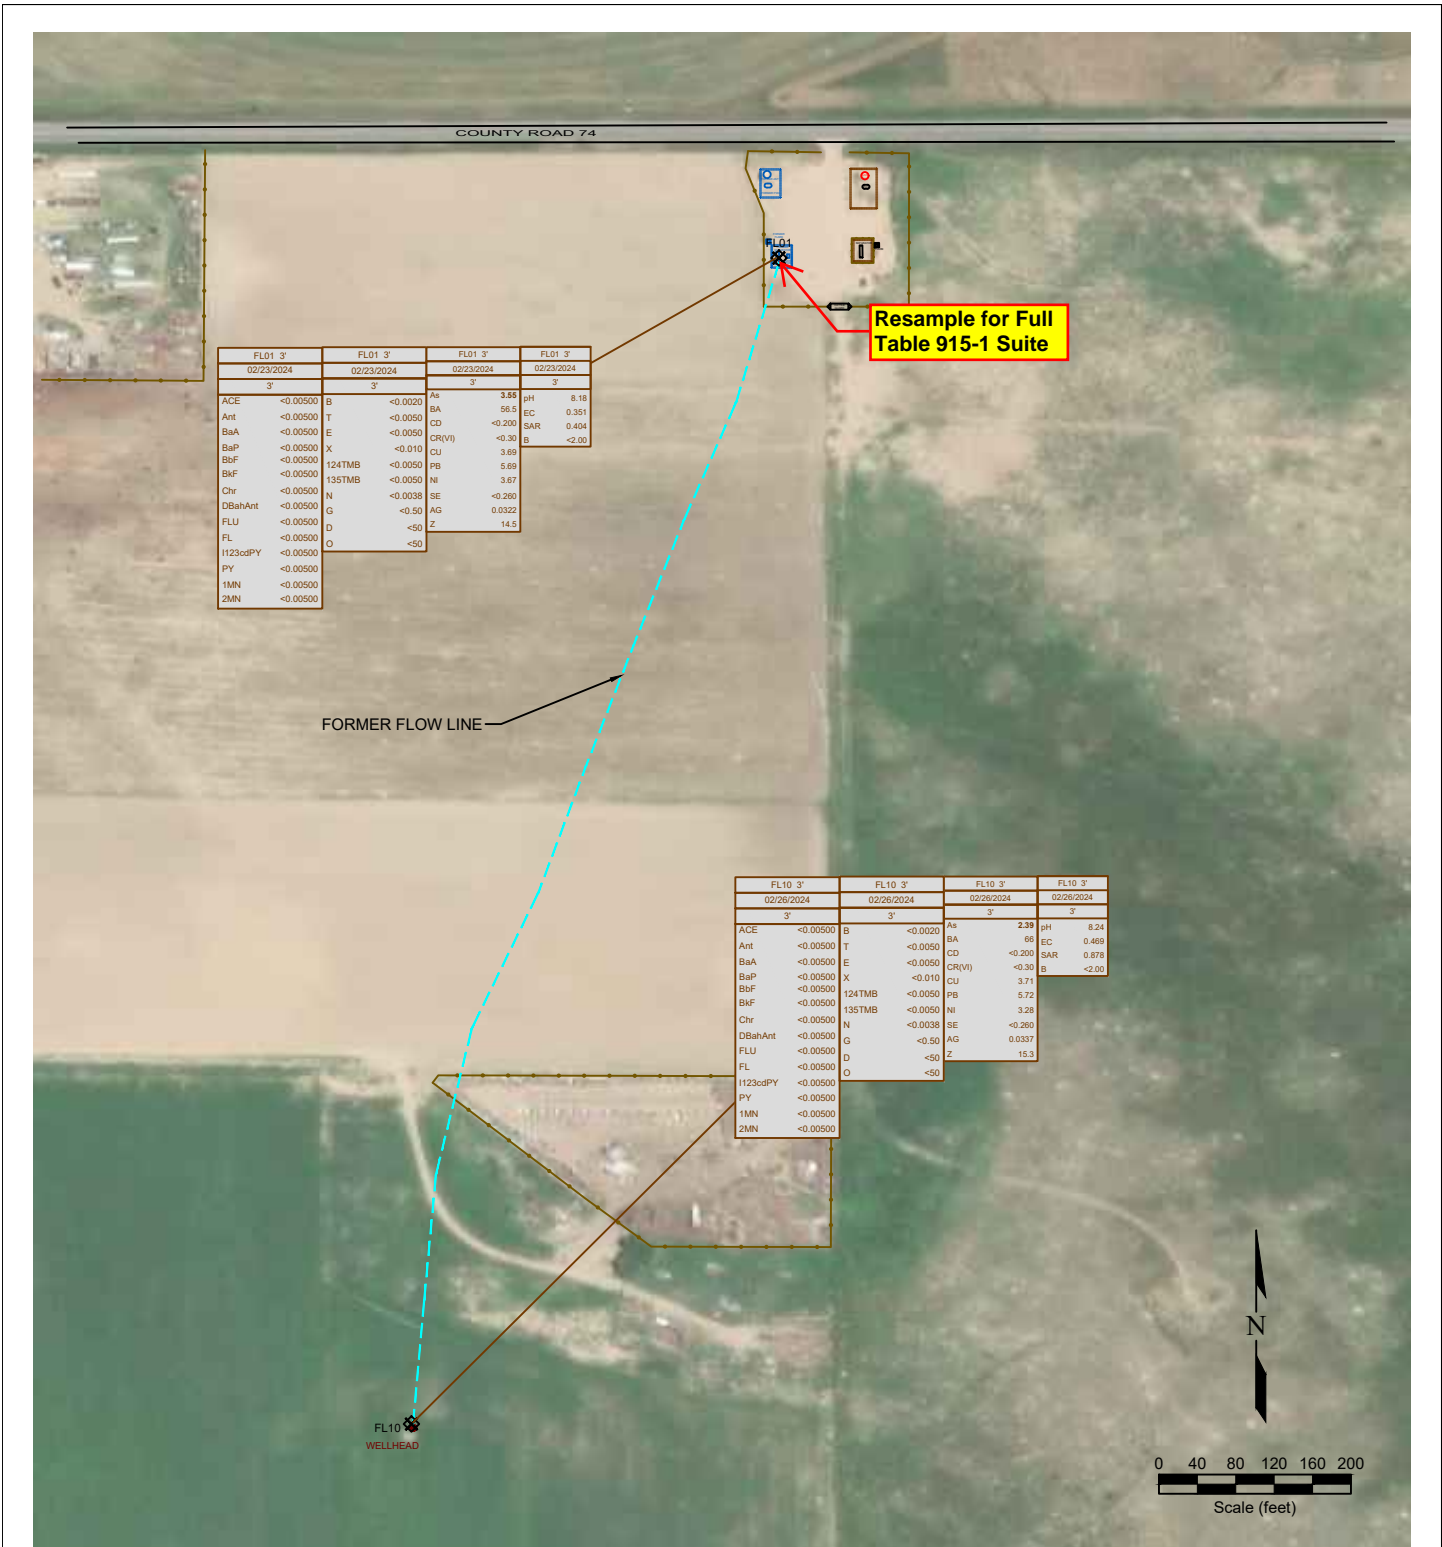 COUNTY ROAD 74
FL01
Resample for Full
Table 915-1 Suite
FL01 3' FL01 3' FL01 3' FL01 3'
02/23/2024 02/23/2024 02/23/2024 02/23/2024
3' 3' 3' 3'
ACE <0.00500 B <0.0020 As 3.55 pH 8.18
Ant <0.00500 T <0.0050 BA 56.5 EC 0.351
BaA <0.00500 E <0.0050 CD <0.200 SAR 0.404
BaP <0.00500 X <0.010 CR(VI) <0.30 B <2.00
BbF <0.00500 124TMB <0.0050 CU 3.69
BkF <0.00500 135TMB <0.0050 PB 5.69
Chr <0.00500 N <0.0038 NI 3.67
DBahAnt <0.00500 G <0.50 SE <0.260
FLU <0.00500 D <50 AG 0.0322
FL <0.00500 O <50 Z 14.5
I123cdPY <0.00500
PY <0.00500
1MN <0.00500
2MN <0.00500
FORMER FLOW LINE
FL10 3' FL10 3' FL10 3' FL10 3'
02/26/2024 02/26/2024 02/26/2024 02/26/2024
3' 3' 3' 3'
ACE <0.00500 B <0.0020 As 2.39 pH 8.24
Ant <0.00500 T <0.0050 BA 66 EC 0.469
BaA <0.00500 E <0.0050 CD <0.200 SAR 0.878
BaP <0.00500 X <0.010 CR(VI) <0.30 B <2.00
BbF <0.00500 124TMB <0.0050 CU 3.71
BkF <0.00500 135TMB <0.0050 PB 5.72
Chr <0.00500 N <0.0038 NI 3.28
DBahAnt <0.00500 G <0.50 SE <0.260
FLU <0.00500 D <50 AG 0.0337
FL <0.00500 O <50 Z 15.3
I123cdPY <0.00500
PY <0.00500
1MN <0.00500
2MN <0.00500
N
FL10
WELLHEAD
0 40 80 120 160 200
Scale (feet)